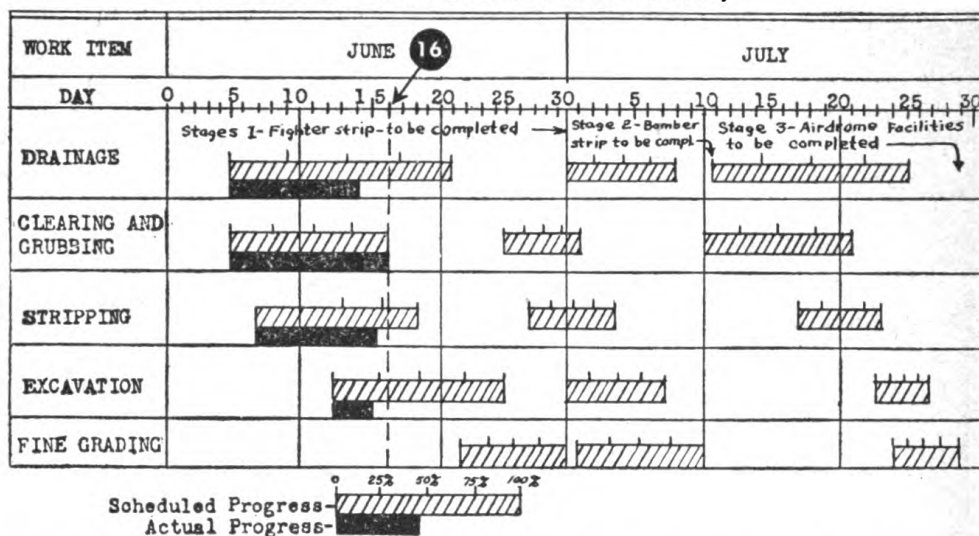 WORK ITEM JUNE 16 JULY
DAY 0 5 10 15 20 25 30 5 10 15 20 25 30
Stages 1-Fighter strip-to be completed
Stage 2-Bamber
strip to be compl.
Stage 3-Airdrome Facilities
to be completed
DRAINAGE
CLEARING AND
GRUBBING
STRIPPING
EXCAVATION
FINE GRADING
0 25% 50% 75% 100%
Scheduled Progress-
Actual Progress-